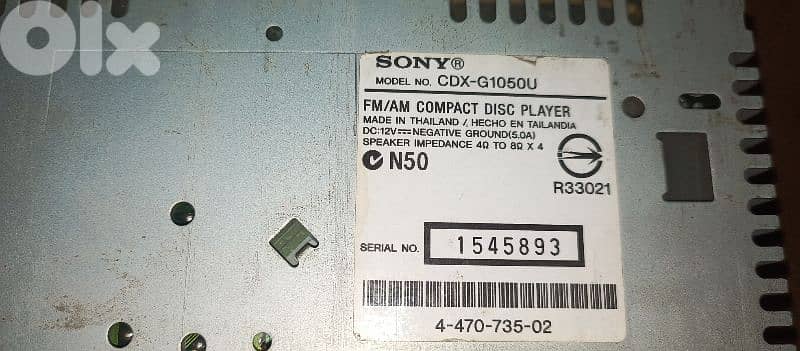 olx
SONY®
MODEL NO. CDX-G1050U
FM/AM COMPACT DISC PLAYER
MADE IN THAILAND / HECHO EN TAILANDIA
DC:12V⎓NEGATIVE GROUND(5.0A)
SPEAKER IMPEDANCE 4Ω TO 8Ω X 4
N50
R33021
SERIAL NO. 1545893
4-470-735-02